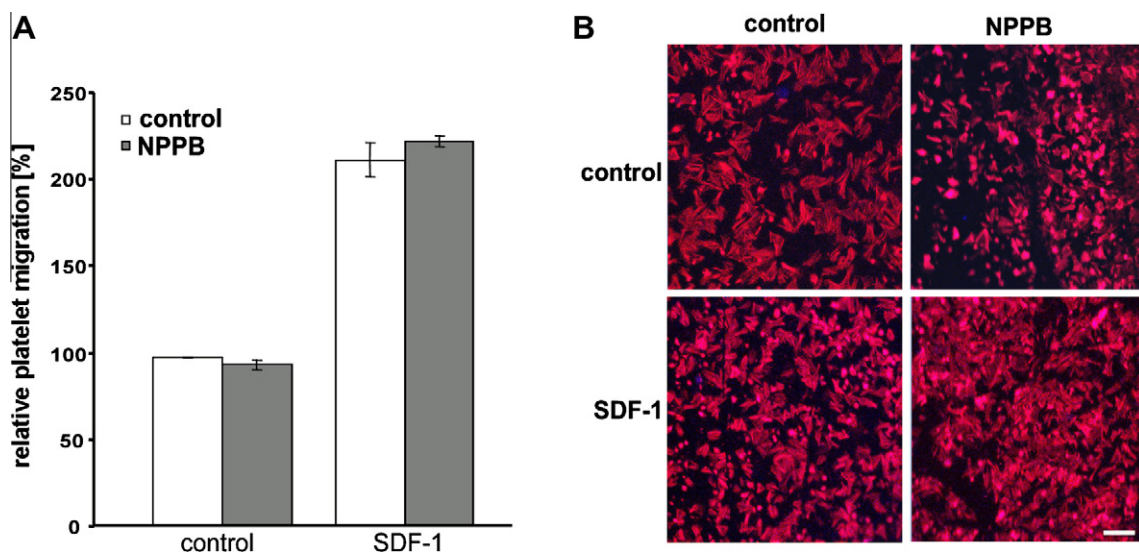 A
relative platelet migration [%]
250
200
150
100
50
0
control
NPPB
control
SDF-1
B
control
NPPB
control
SDF-1